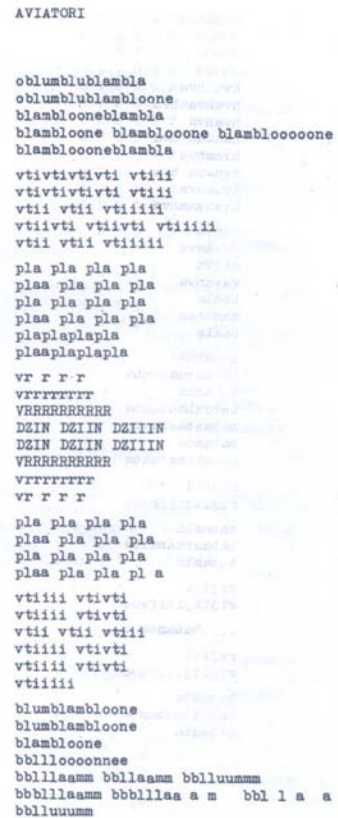 AVIATORI
oblumblublambla
oblumblublambloone
blamblooneblambla
blambloone blamblooone blamblooooone
blambloooneblambla
vtivtivtivti vtiiii
vtivtivtivti vtiii
vtii vtii vtiiiii
vtiivti vtiivti vtiiiii
vtii vtii vtiiiii
pla pla pla pla
plaa pla pla pla
pla pla pla pla
plaa pla pla pla
plaplaplapla
plaaplaplapla
vr r r r
vrrrrrrrr
VRRRRRRRRRR
DZIN DZIIN DZIIIN
DZIN DZIIN DZIIIN
VRRRRRRRRRR
vrrrrrrrr
vr r r r
pla pla pla pla
plaa pla pla pla
pla pla pla pla
plaa pla pla pl a
vtiiii vtivti
vtiiii vtivti
vtii vtii vtiii
vtiiii vtivti
vtiiii vtivti
vtiiiii
blumblambloone
blumblambloone
blambloone
bbllloooonnee
bblllaamm bbllaamm bblluummm
bbblllaamm bbblllaa a m bbl l a a
bblluuumm